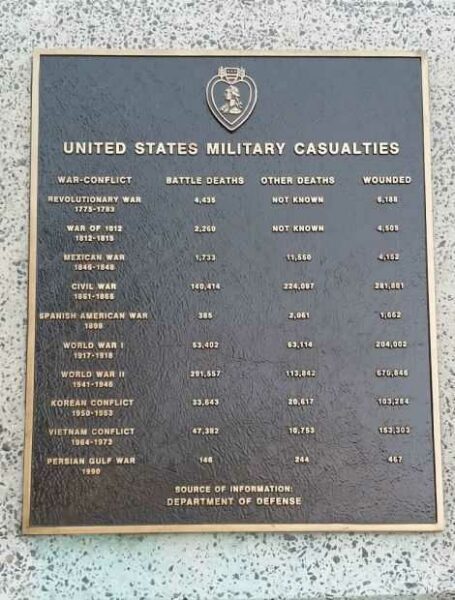 UNITED STATES MILITARY CASUALTIES
WAR-CONFLICT BATTLE DEATHS OTHER DEATHS WOUNDED
REVOLUTIONARY WAR 4,435 NOT KNOWN 6,188
1775-1783
WAR OF 1812 2,260 NOT KNOWN 4,505
1812-1815
MEXICAN WAR 1,733 11,550 4,152
1846-1848
CIVIL WAR 140,414 224,097 281,881
1861-1865
SPANISH AMERICAN WAR 385 2,061 1,662
1898
WORLD WAR I 53,402 63,114 204,002
1917-1918
WORLD WAR II 291,557 113,842 670,846
1941-1946
KOREAN CONFLICT 33,643 20,617 103,284
1950-1953
VIETNAM CONFLICT 47,382 10,753 153,303
1964-1973
PERSIAN GULF WAR 148 244 467
1990
SOURCE OF INFORMATION:
DEPARTMENT OF DEFENSE